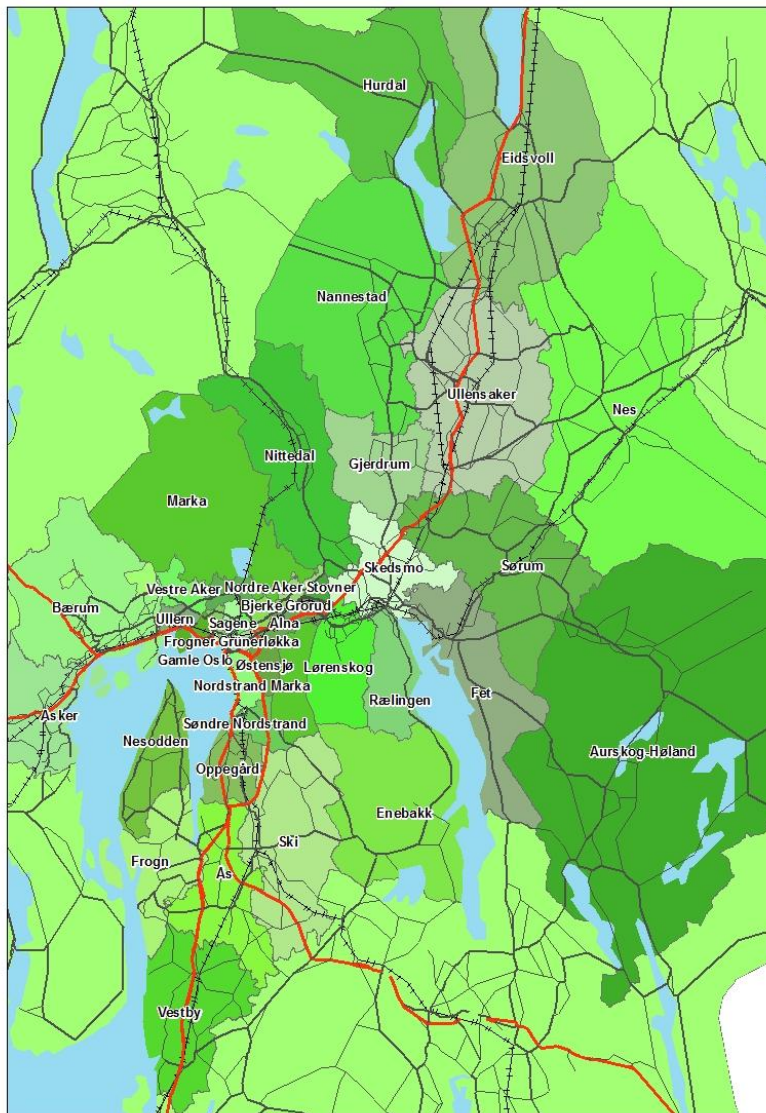 Hurdal
Eidsvoll
Nannestad
Ullensaker
Nes
Nittedal
Gjerdrum
Marka
Skedsmo
Sørum
Vestre Aker
Nordre Aker
Stovner
Bærum
Bjerke
Grorud
Ullern
Sagene
Alna
Frogner
Grünerløkka
Gamle Oslo
Østensjø
Lørenskog
Nordstrand
Marka
Rælingen
Fet
Asker
Søndre Nordstrand
Nesodden
Aurskog-Høland
Oppegård
Enebakk
Ski
Frogn
Ås
Vestby